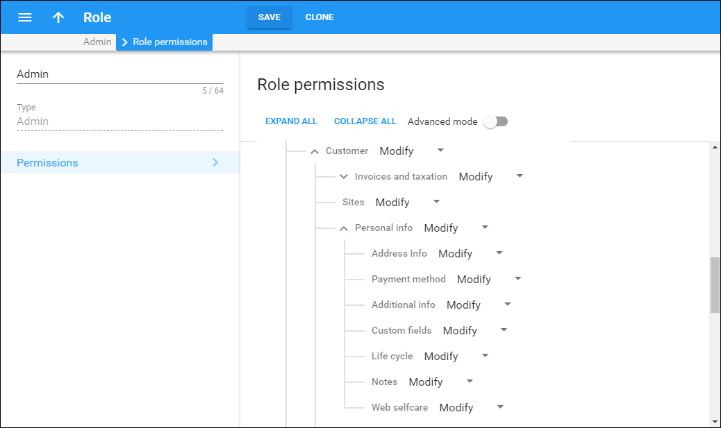 Role SAVE CLONE
Admin Role permissions
Admin
5 / 64
Type
Admin
Permissions
Role permissions
EXPAND ALL COLLAPSE ALL Advanced mode
Customer Modify
Invoices and taxation Modify
Sites Modify
Personal info Modify
Address Info Modify
Payment method Modify
Additional info Modify
Custom fields Modify
Life cycle Modify
Notes Modify
Web selfcare Modify